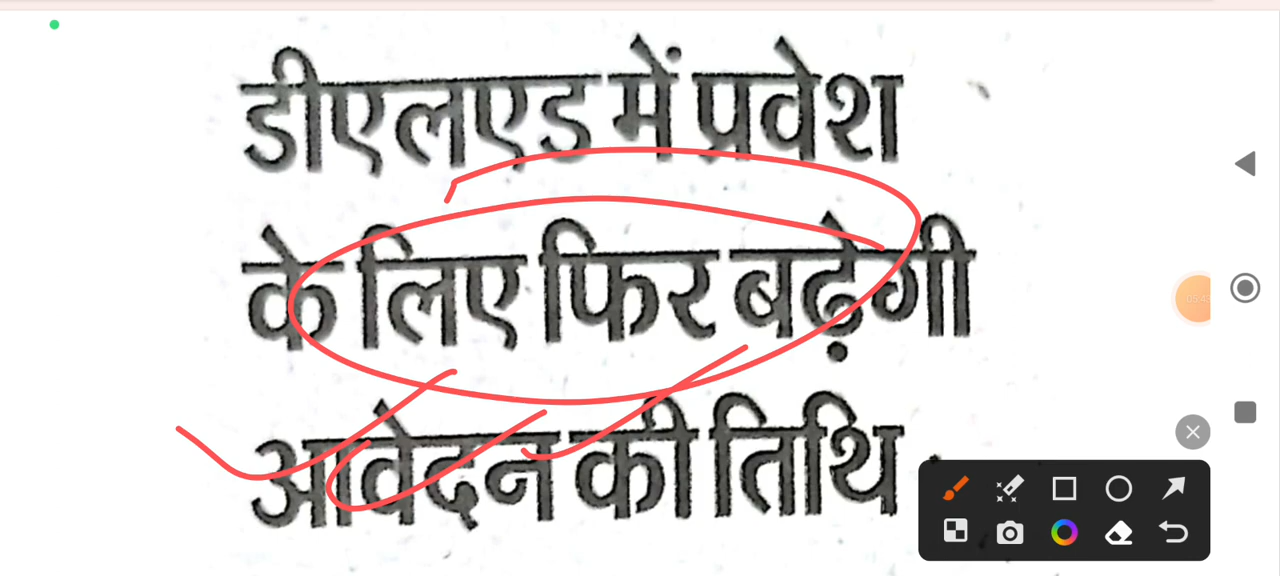 डीएलएड में प्रवेश
के लिए फिर बढ़ेगी
आवेदन की तिथि